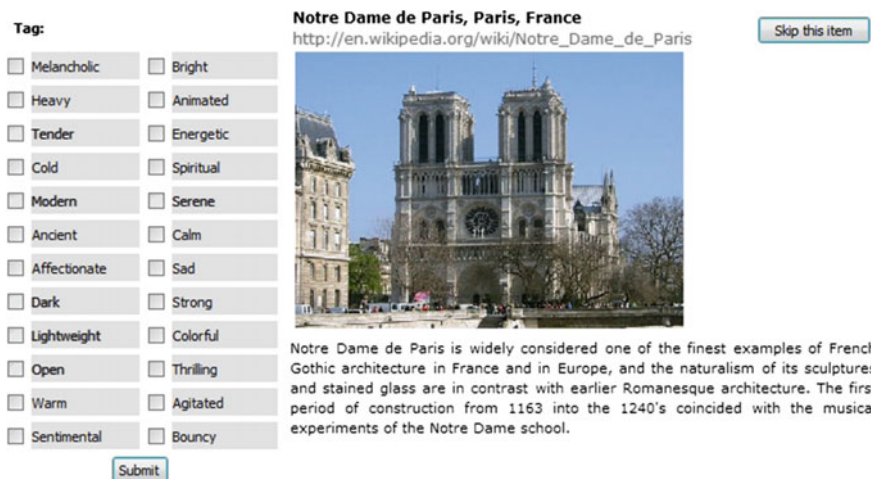 Tag:
Melancholic
Bright
Heavy
Animated
Tender
Energetic
Cold
Spiritual
Modern
Serene
Ancient
Calm
Affectionate
Sad
Dark
Strong
Lightweight
Colorful
Open
Thrilling
Warm
Agitated
Sentimental
Bouncy
Submit
Notre Dame de Paris, Paris, France
http://en.wikipedia.org/wiki/Notre_Dame_de_Paris
Skip this item
Notre Dame de Paris is widely considered one of the finest examples of French
Gothic architecture in France and in Europe, and the naturalism of its sculptures
and stained glass are in contrast with earlier Romanesque architecture. The firs
period of construction from 1163 into the 1240's coincided with the musica
experiments of the Notre Dame school.